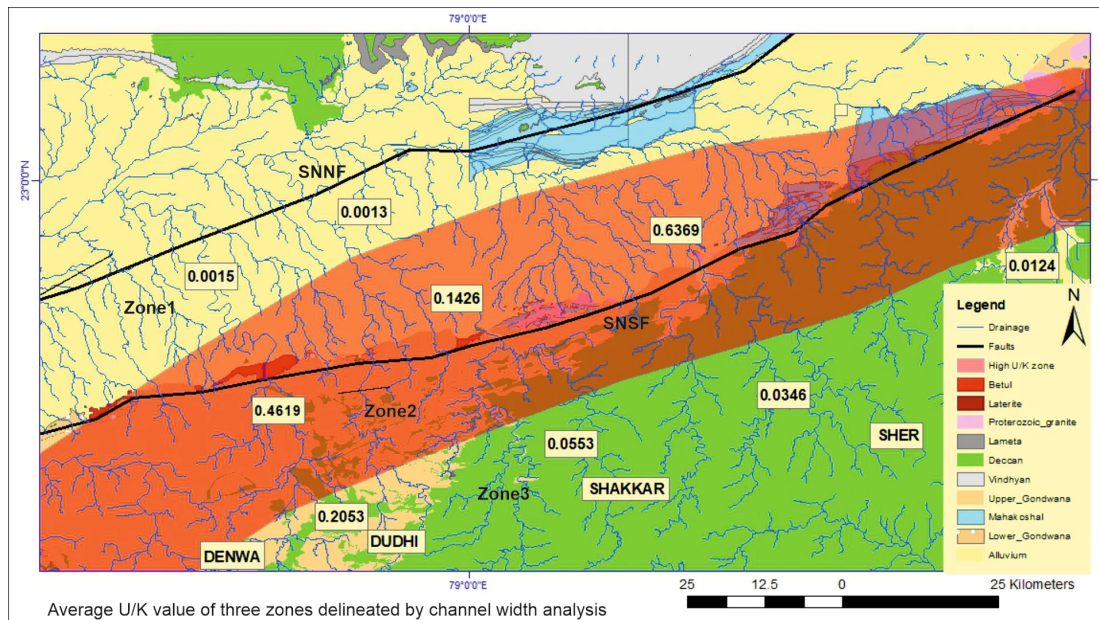 79°0'0"E
23°0'0"N
SNNF
0.0013
0.6369
0.0015
0.0124
Zone1
0.1426
SNSF
0.4619
Zone2
0.0346
0.0553
SHER
Zone3
SHAKKAR
0.2053
DUDHI
DENWA
Legend
N
Drainage
Faults
High U/K zone
Betul
Laterite
Proterozoic_granite
Lameta
Deccan
Vindhyan
Upper_Gondwana
Mahakoshal
Lower_Gondwana
Alluvium
79°0'0"E
25 12.5 0 25 Kilometers
Average U/K value of three zones delineated by channel width analysis